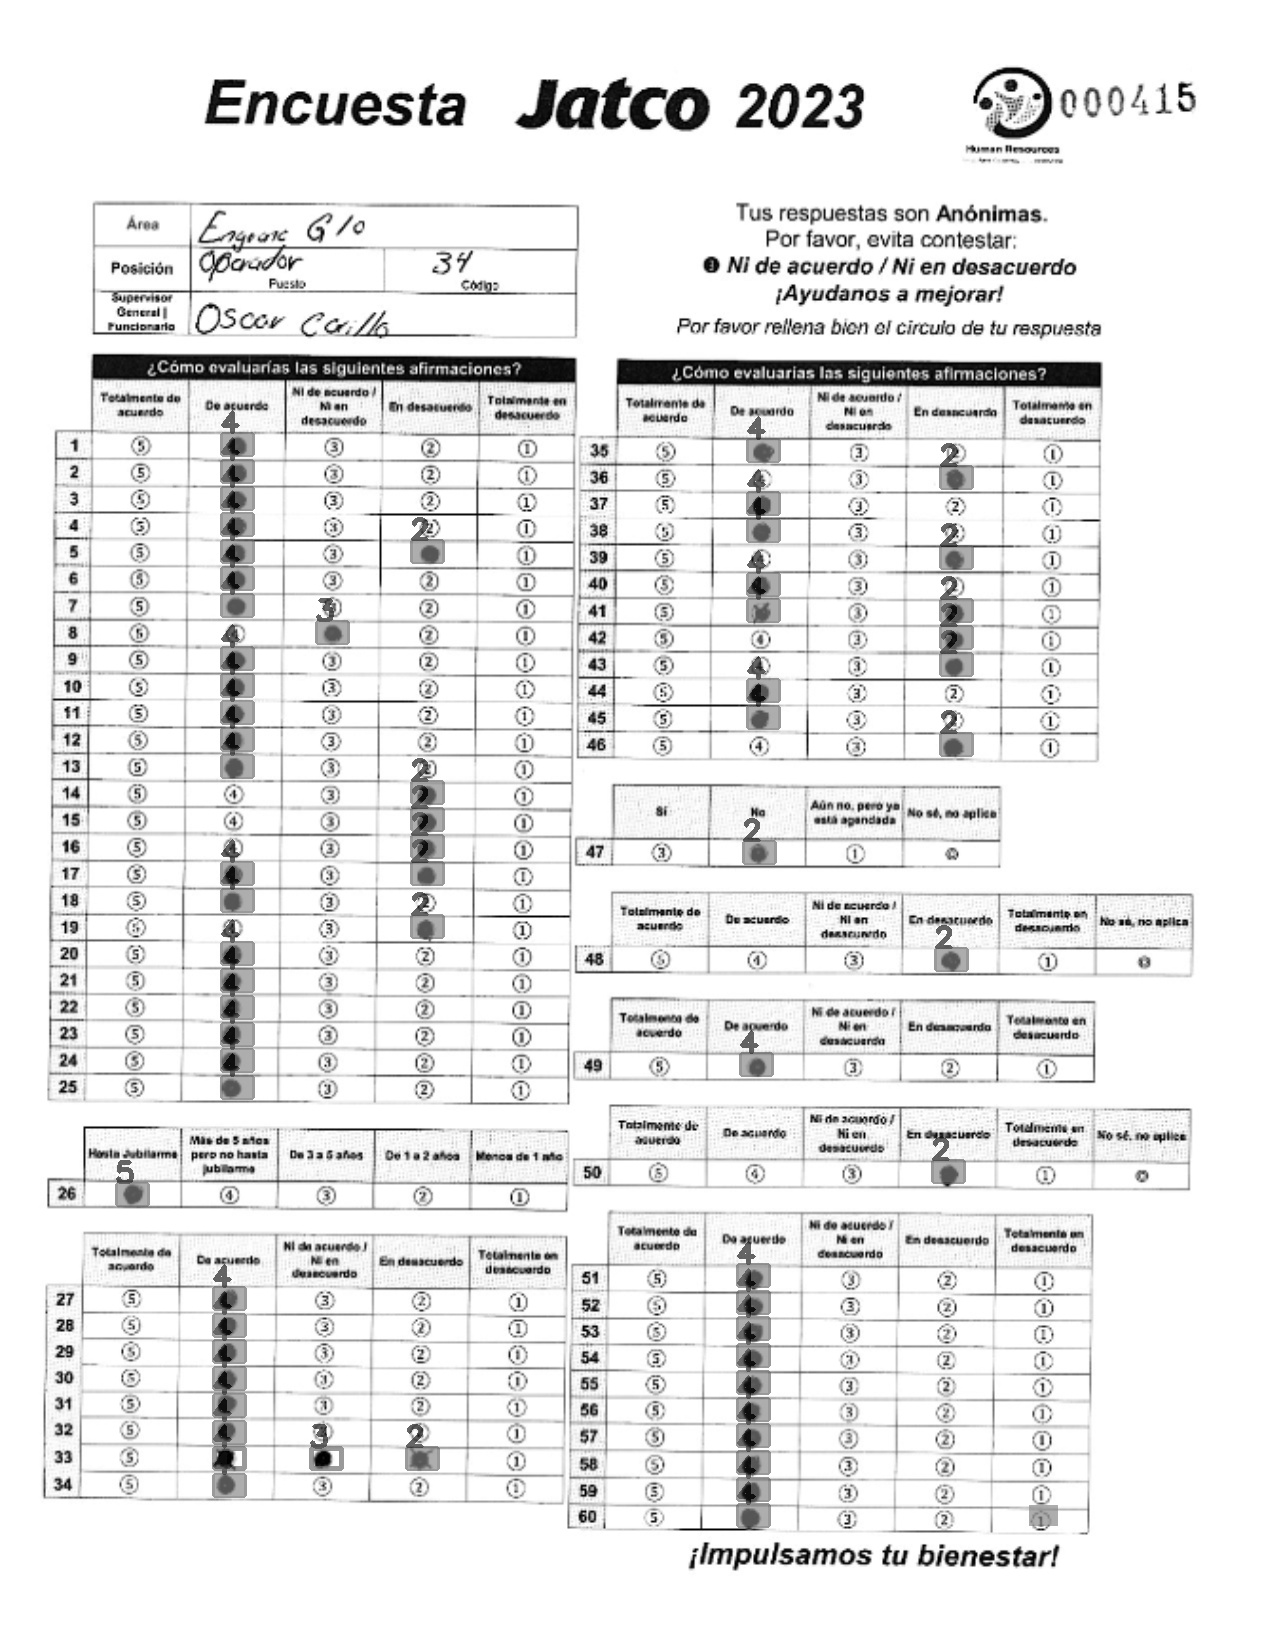 Encuesta Jatco 2023
000415
Human Resources
Área Engrane G10
Posición Operador 34
Puesto Código
Supervisor General | Funcionario Oscar Carillo
Tus respuestas son Anónimas.
Por favor, evita contestar:
❸ Ni de acuerdo / Ni en desacuerdo
¡Ayudanos a mejorar!
Por favor rellena bien el circulo de tu respuesta
¿Cómo evaluarías las siguientes afirmaciones?
Totalmente de acuerdo De acuerdo Ni de acuerdo / Ni en desacuerdo En desacuerdo Totalmente en desacuerdo
4
1 5 4 3 2 1
2 5 4 3 2 1
3 5 4 3 2 1
4 5 4 3 2 1
5 5 4 3 1
6 5 4 3 2 1
7 5 3 2 1
8 5 4 2 1
9 5 4 3 2 1
10 5 4 3 2 1
11 5 4 3 2 1
12 5 4 3 2 1
13 5 3 2 1
14 5 4 3 2 1
15 5 4 3 2 1
16 5 4 3 2 1
17 5 4 3 1
18 5 3 2 1
19 5 4 3 1
20 5 4 3 2 1
21 5 4 3 2 1
22 5 4 3 2 1
23 5 4 3 2 1
24 5 4 3 2 1
25 5 3 2 1
Hasta Jubilarme Más de 5 años pero no hasta jubilarme De 3 a 5 años De 1 a 2 años Menos de 1 año
5
26 4 3 2 1
Totalmente de acuerdo De acuerdo Ni de acuerdo / Ni en desacuerdo En desacuerdo Totalmente en desacuerdo
4
27 5 4 3 2 1
28 5 4 3 2 1
29 5 4 3 2 1
30 5 4 3 2 1
31 5 4 3 2 1
32 5 4 3 2 1
33 5 4 1
34 5 3 2 1
¿Cómo evaluarías las siguientes afirmaciones?
Totalmente de acuerdo De acuerdo Ni de acuerdo / Ni en desacuerdo En desacuerdo Totalmente en desacuerdo
4
35 5 3 2 1
36 5 4 3 1
37 5 4 3 2 1
38 5 3 2 1
39 5 4 3 1
40 5 4 3 2 1
41 5 3 2 1
42 5 4 3 2 1
43 5 4 3 1
44 5 4 3 2 1
45 5 3 2 1
46 5 4 3 1
Sí No Aún no, pero ya está agendada No sé, no aplica
2
47 3 1 0
Totalmente de acuerdo De acuerdo Ni de acuerdo / Ni en desacuerdo En desacuerdo Totalmente en desacuerdo No sé, no aplica
2
48 5 4 3 1 0
Totalmente de acuerdo De acuerdo Ni de acuerdo / Ni en desacuerdo En desacuerdo Totalmente en desacuerdo
4
49 5 3 2 1
Totalmente de acuerdo De acuerdo Ni de acuerdo / Ni en desacuerdo En desacuerdo Totalmente en desacuerdo No sé, no aplica
2
50 5 4 3 1 0
Totalmente de acuerdo De acuerdo Ni de acuerdo / Ni en desacuerdo En desacuerdo Totalmente en desacuerdo
4
51 5 4 3 2 1
52 5 4 3 2 1
53 5 4 3 2 1
54 5 4 3 2 1
55 5 4 3 2 1
56 5 4 3 2 1
57 5 4 3 2 1
58 5 4 3 2 1
59 5 4 3 2 1
60 5 3 2 1
¡Impulsamos tu bienestar!